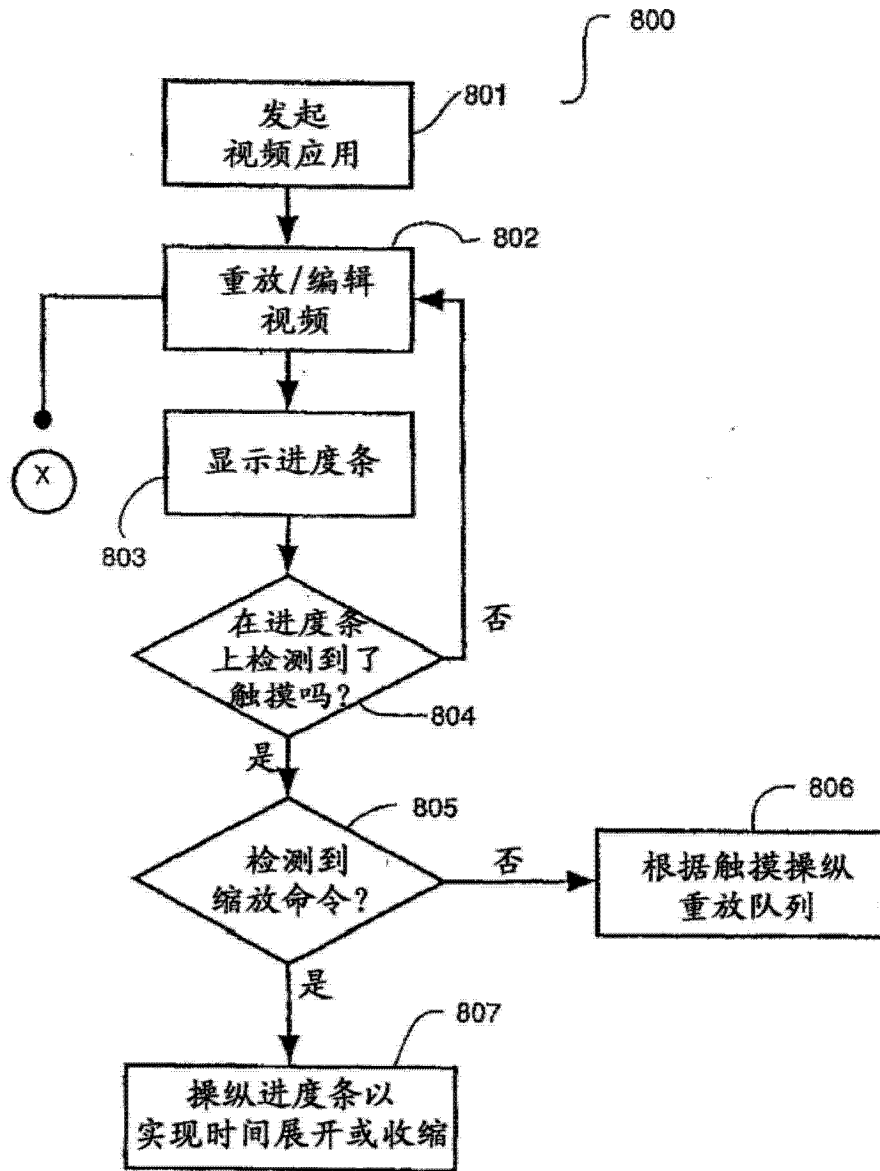 800
发起
视频应用
801
重放/编辑
视频
802
X
显示进度条
803
在进度条
上检测到了
触摸吗?
否
804
是
检测到
缩放命令?
805
否
806
根据触摸操纵
重放队列
是
807
操纵进度条以
实现时间展开或收缩